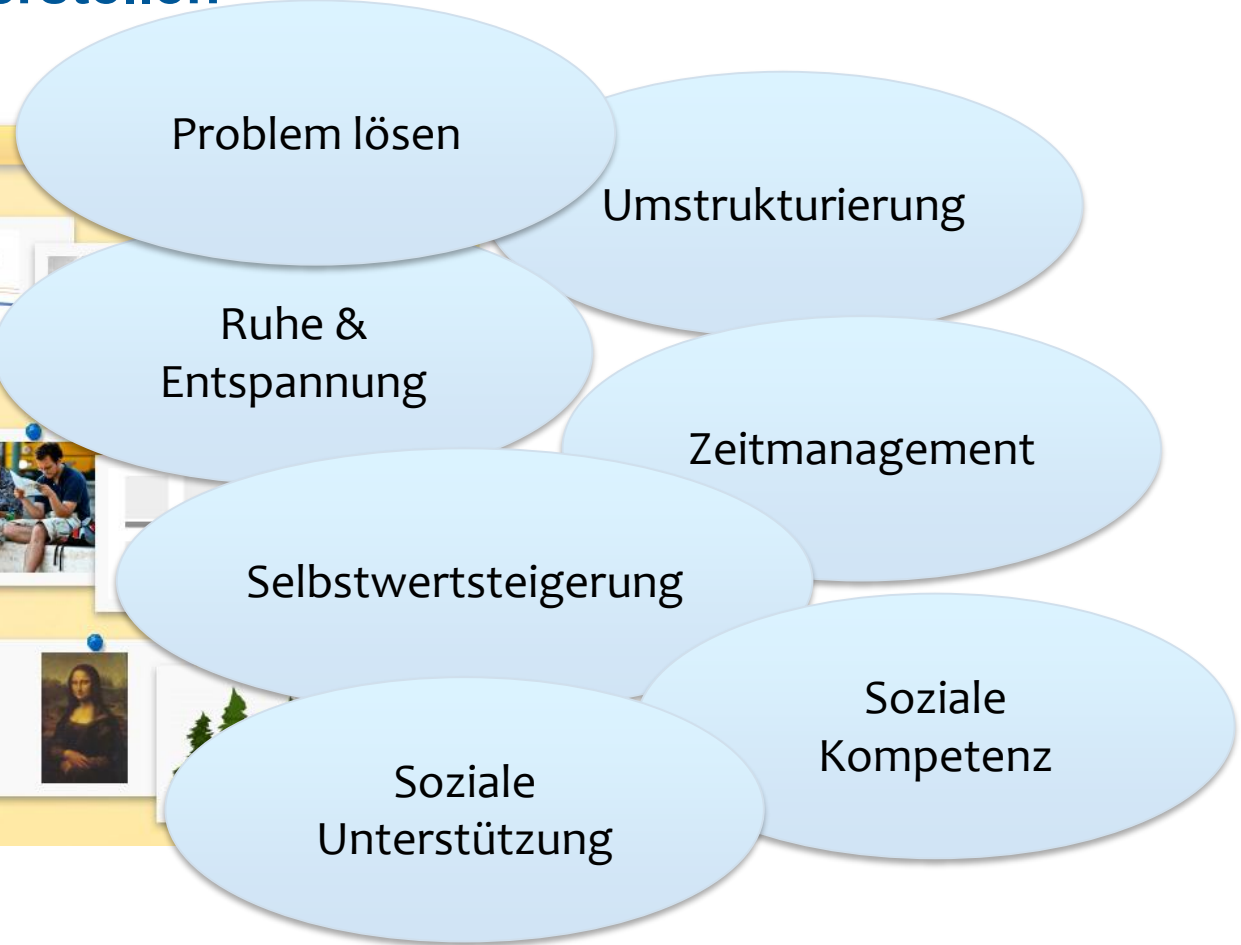 Problem lösen
Umstrukturierung
Ruhe &
Entspannung
Zeitmanagement
Selbstwertsteigerung
Soziale
Kompetenz
Soziale
Unterstützung